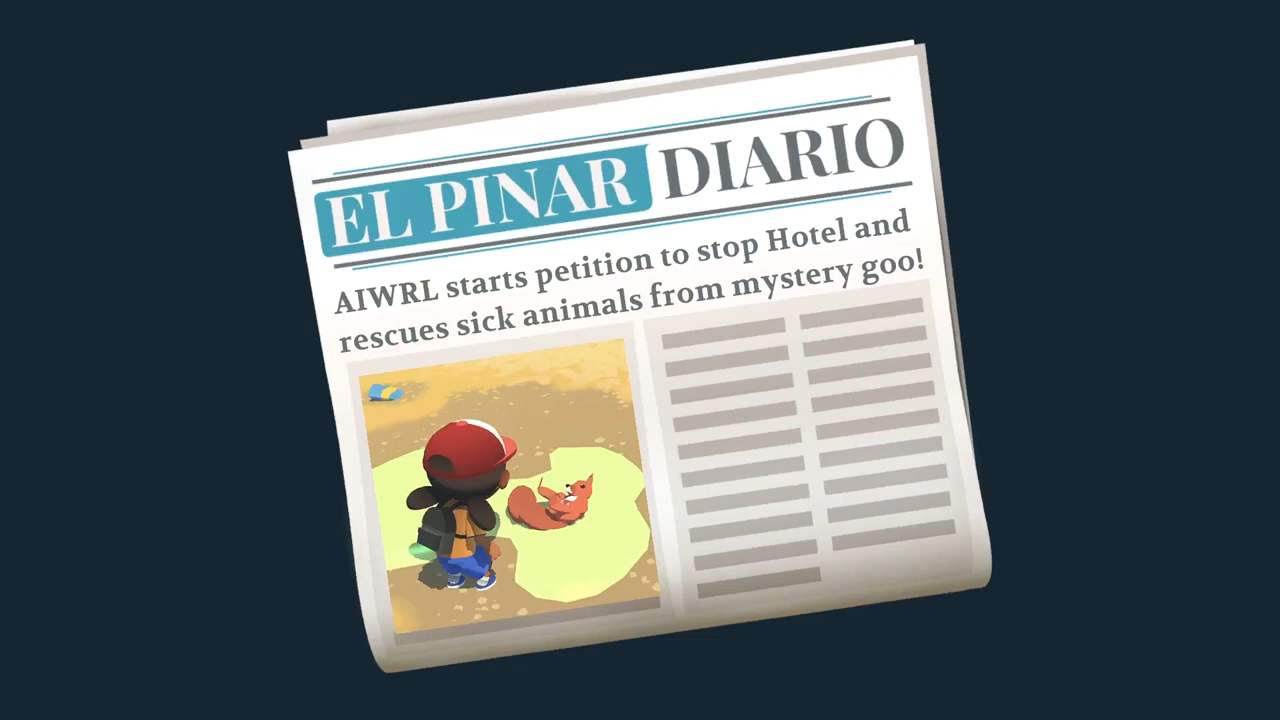 EL PINAR DIARIO
AIWRL starts petition to stop Hotel and
rescues sick animals from mystery goo!